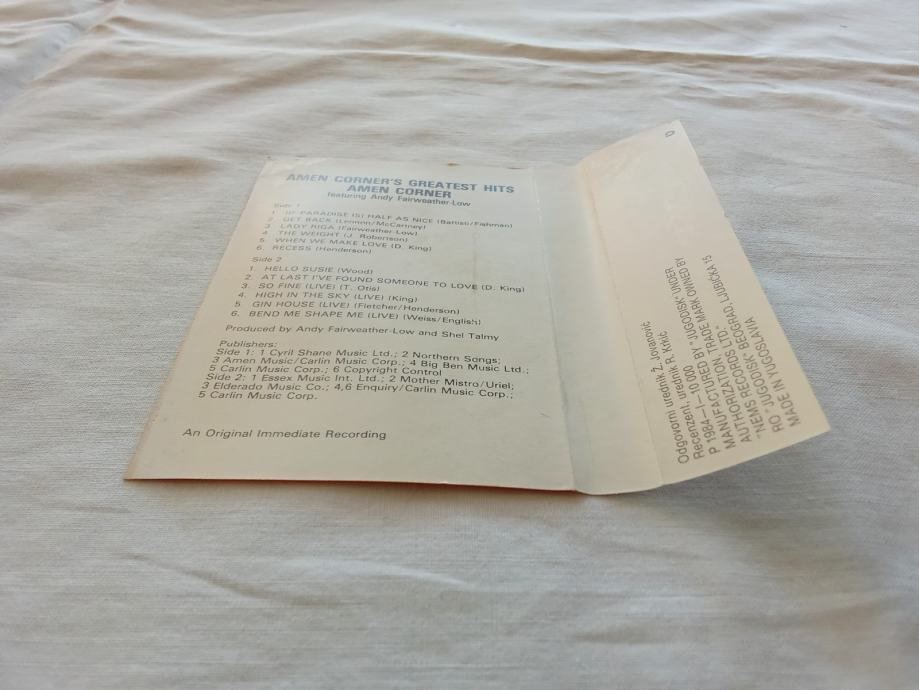 AMEN CORNER'S GREATEST HITS
AMEN CORNER
featuring Andy Fairweather-Low
Side 1
1. (IF PARADISE IS) HALF AS NICE (Battisti/Fishman)
2. GET BACK (Lennon/McCartney)
3. LADY RIGA (Fairweather-Low)
4. THE WEIGHT (J. Robertson)
5. WHEN WE MAKE LOVE (D. King)
6. RECESS (Henderson)
Side 2
1. HELLO SUSIE (Wood)
2. AT LAST I'VE FOUND SOMEONE TO LOVE (D. King)
3. SO FINE (LIVE) (T. Otis)
4. HIGH IN THE SKY (LIVE) (King)
5. GIN HOUSE (LIVE) (Fletcher/Henderson)
6. BEND ME SHAPE ME (LIVE) (Weiss/English)
Produced by Andy Fairweather-Low and Shel Talmy
Publishers:
Side 1: 1 Cyril Shane Music Ltd.; 2 Northern Songs;
3 Amen Music/Carlin Music Corp.; 4 Big Ben Music Ltd.;
5 Carlin Music Corp.; 6 Copyright Control
Side 2: 1 Essex Music Int. Ltd.; 2 Mother Mistro/Uriel;
3 Elderado Music Co.; 4,6 Enquiry/Carlin Music Corp.;
5 Carlin Music Corp.
An Original Immediate Recording
Odgovorni urednik Ž. Jovanović
Recenzent, urednik R. Krkić
P 1984—I—10 000
MANUFACTURED BY "JUGODISK" UNDER
AUTHORIZATION, TRADE MARK OWNED BY
"NEMS RECORDS LTD."
RO "JUGODISK" BEOGRAD, LJUBIĆKA 15
MADE IN YUGOSLAVIA